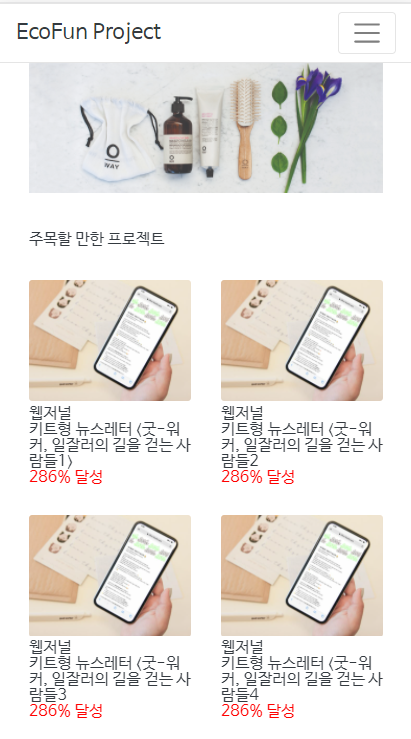 EcoFun Project
O
WAY
주목할 만한 프로젝트
웹저널
키트형 뉴스레터 <굿-워
커, 일잘러의 길을 걷는 사
람들1>
286% 달성
웹저널
키트형 뉴스레터 <굿-워
커, 일잘러의 길을 걷는 사
람들2
286% 달성
웹저널
키트형 뉴스레터 <굿-워
커, 일잘러의 길을 걷는 사
람들3
286% 달성
웹저널
키트형 뉴스레터 <굿-워
커, 일잘러의 길을 걷는 사
람들4
286% 달성